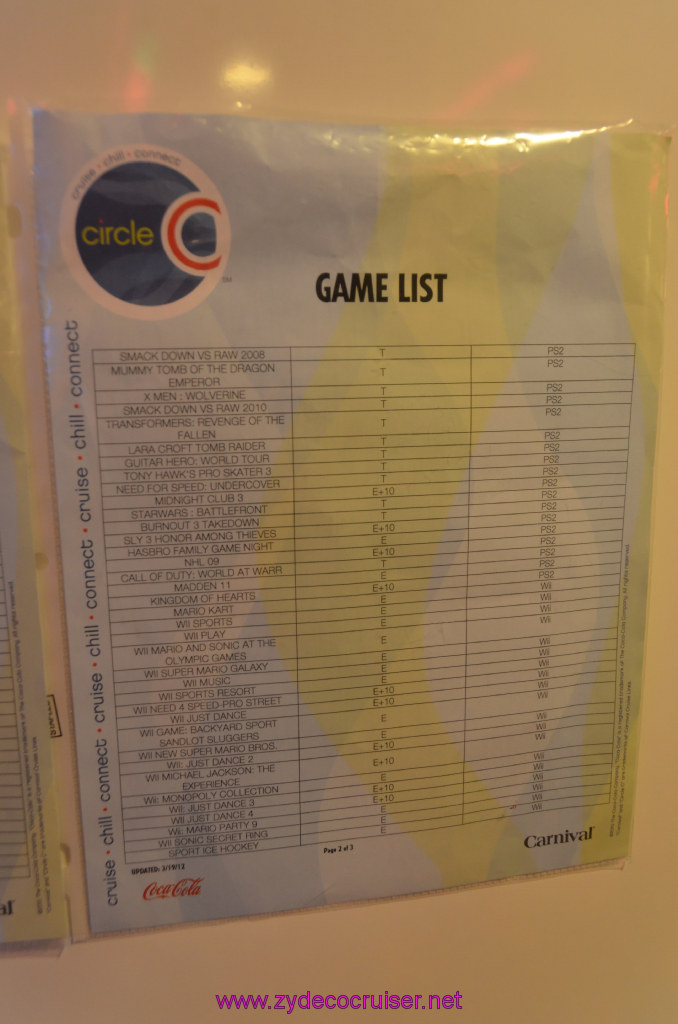 cruise • chill • connect
circle C
TM
GAME LIST
SMACK DOWN VS RAW 2008 T PS2
MUMMY TOMB OF THE DRAGON T PS2
EMPEROR
X MEN : WOLVERINE T PS2
SMACK DOWN VS RAW 2010 T PS2
TRANSFORMERS: REVENGE OF THE T PS2
FALLEN
LARA CROFT TOMB RAIDER T PS2
GUITAR HERO: WORLD TOUR T PS2
TONY HAWK'S PRO SKATER 3 T PS2
NEED FOR SPEED: UNDERCOVER T PS2
MIDNIGHT CLUB 3 E+10 PS2
STARWARS : BATTLEFRONT T PS2
BURNOUT 3 TAKEDOWN T PS2
SLY 3 HONOR AMONG THIEVES E+10 PS2
HASBRO FAMILY GAME NIGHT E PS2
NHL 09 E+10 PS2
CALL OF DUTY: WORLD AT WARR T PS2
MADDEN 11 E PS2
KINGDOM OF HEARTS E+10 Wii
MARIO KART E Wii
WII SPORTS E Wii
WII PLAY E Wii
WII MARIO AND SONIC AT THE E Wii
OLYMPIC GAMES
WII SUPER MARIO GALAXY E Wii
WII MUSIC E Wii
WII SPORTS RESORT E Wii
WII NEED 4 SPEED-PRO STREET E+10 Wii
WII JUST DANCE E+10 Wii
WII GAME: BACKYARD SPORT E Wii
SANDLOT SLUGGERS
WII NEW SUPER MARIO BROS. E Wii
WII: JUST DANCE 2 E+10 Wii
WII MICHAEL JACKSON: THE E+10 Wii
EXPERIENCE
WII: MONOPOLY COLLECTION E Wii
WII: JUST DANCE 3 E+10 Wii
WII: JUST DANCE 4 E+10 Wii
WII: MARIO PARTY 9 E Wii
WII SONIC SECRET RING E Wii
SPORT ICE HOCKEY E
UPDATED: 3/19/12
Page 2 of 3
Carnival
Coca-Cola
cruise • chill • connect • cruise • chill • connect • cruise • chill • connect
www.zydecocruiser.net